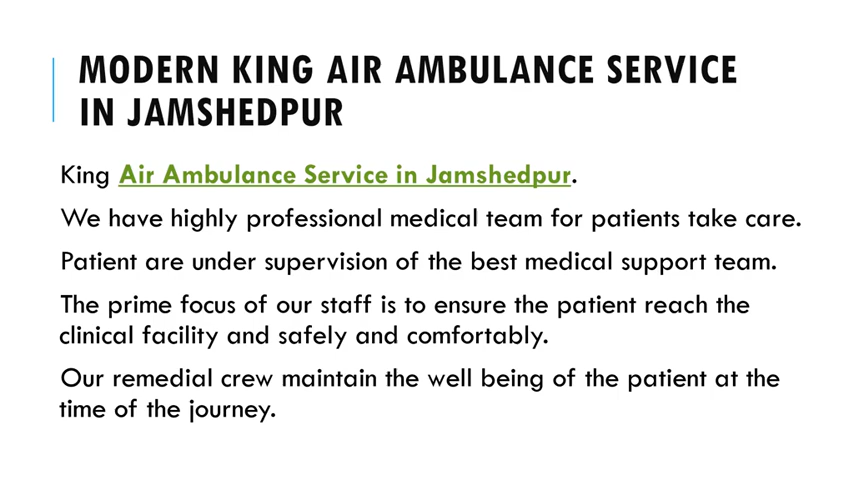 MODERN KING AIR AMBULANCE SERVICE
IN JAMSHEDPUR
King Air Ambulance Service in Jamshedpur.
We have highly professional medical team for patients take care.
Patient are under supervision of the best medical support team.
The prime focus of our staff is to ensure the patient reach the
clinical facility and safely and comfortably.
Our remedial crew maintain the well being of the patient at the
time of the journey.